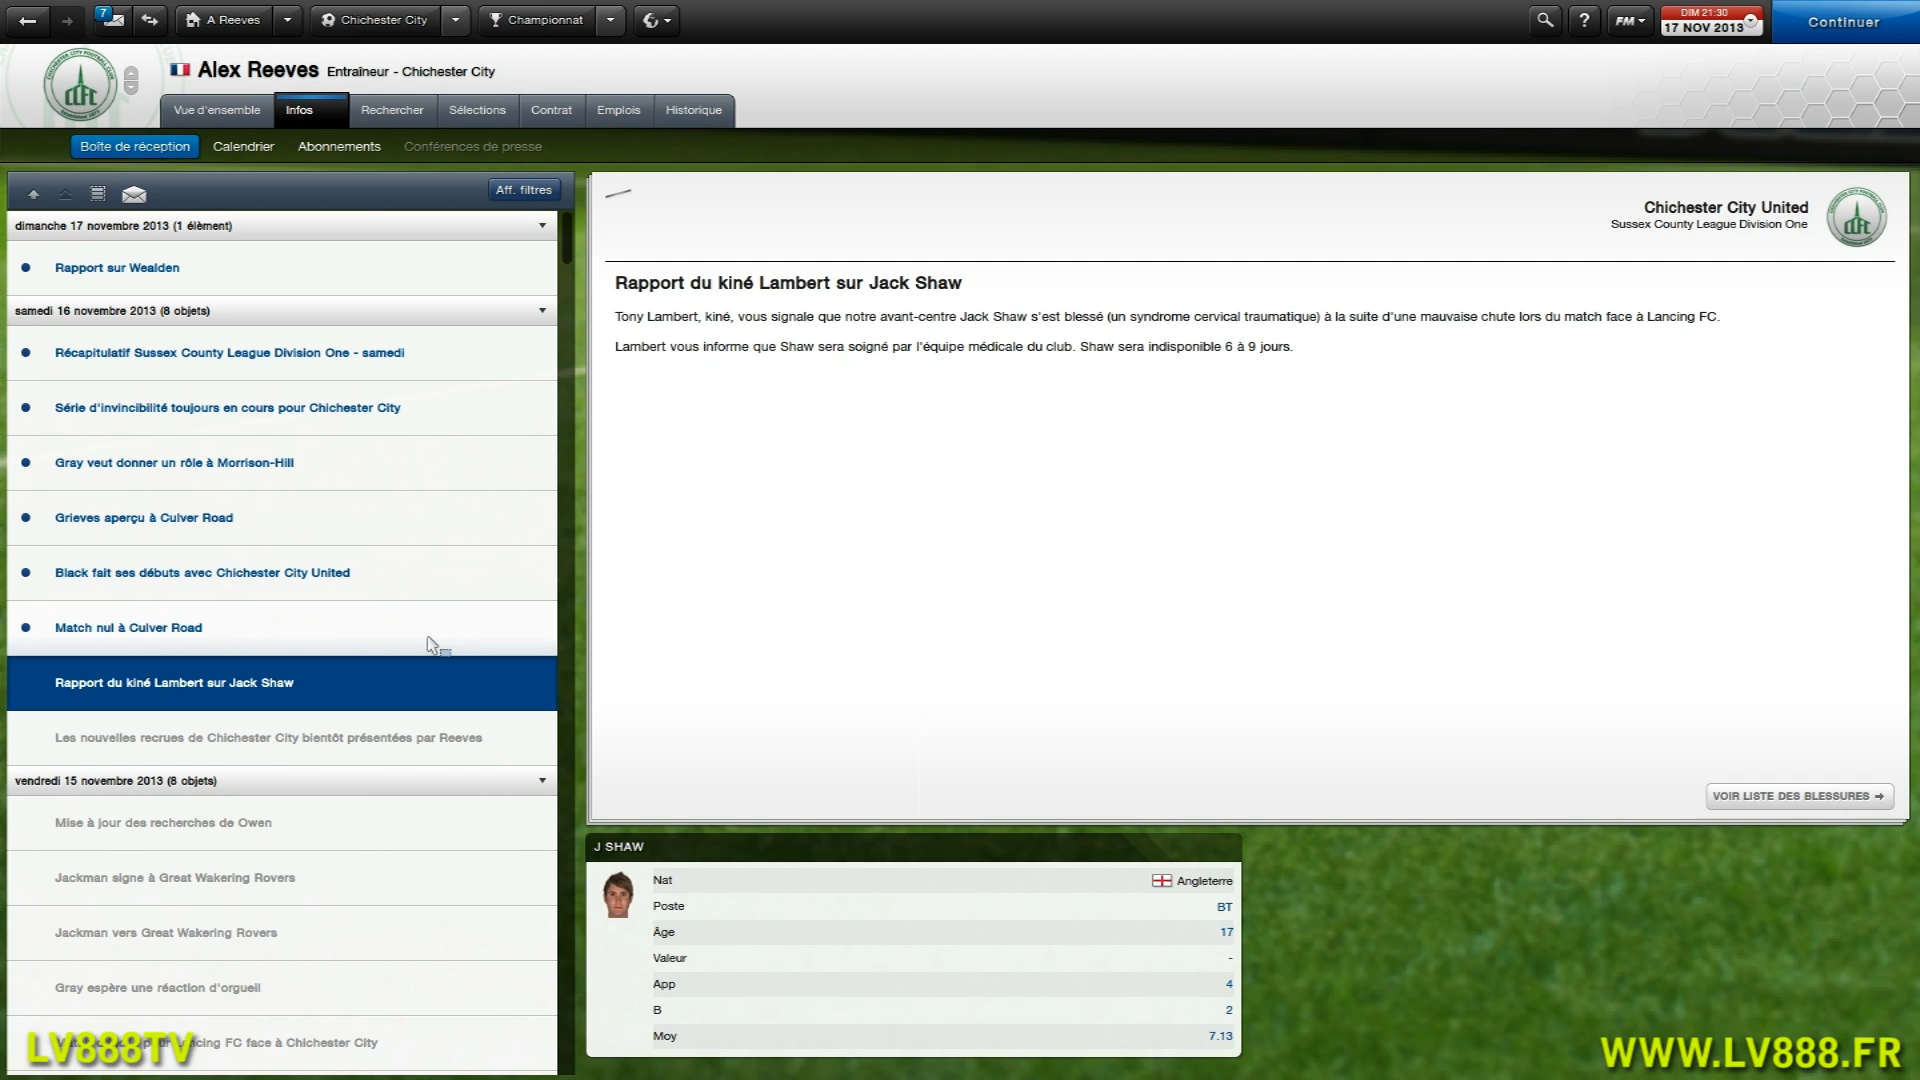 7
A Reeves
Chichester City
Championnat
?
FM
DIM 21:30
17 NOV 2013
Continuer
Alex Reeves Entraîneur - Chichester City
Vue d'ensemble
Infos
Rechercher
Sélections
Contrat
Emplois
Historique
Boîte de réception
Calendrier
Abonnements
Conférences de presse
Aff. filtres
dimanche 17 novembre 2013 (1 élément)
Rapport sur Wealden
samedi 16 novembre 2013 (8 objets)
Récapitulatif Sussex County League Division One - samedi
Série d'invincibilité toujours en cours pour Chichester City
Gray veut donner un rôle à Morrison-Hill
Grieves aperçu à Culver Road
Black fait ses débuts avec Chichester City United
Match nul à Culver Road
Rapport du kiné Lambert sur Jack Shaw
Les nouvelles recrues de Chichester City bientôt présentées par Reeves
vendredi 15 novembre 2013 (8 objets)
Mise à jour des recherches de Owen
Jackman signe à Great Wakering Rovers
Jackman vers Great Wakering Rovers
Gray espère une réaction d'orgueil
FC face à Chichester City
LV888TV
Chichester City United
Sussex County League Division One
Rapport du kiné Lambert sur Jack Shaw
Tony Lambert, kiné, vous signale que notre avant-centre Jack Shaw s'est blessé (un syndrome cervical traumatique) à la suite d'une mauvaise chute lors du match face à Lancing FC.
Lambert vous informe que Shaw sera soigné par l'équipe médicale du club. Shaw sera indisponible 6 à 9 jours.
VOIR LISTE DES BLESSURES
J SHAW
Nat Angleterre
Poste BT
Âge 17
Valeur -
App 4
B 2
Moy 7.13
WWW.LV888.FR